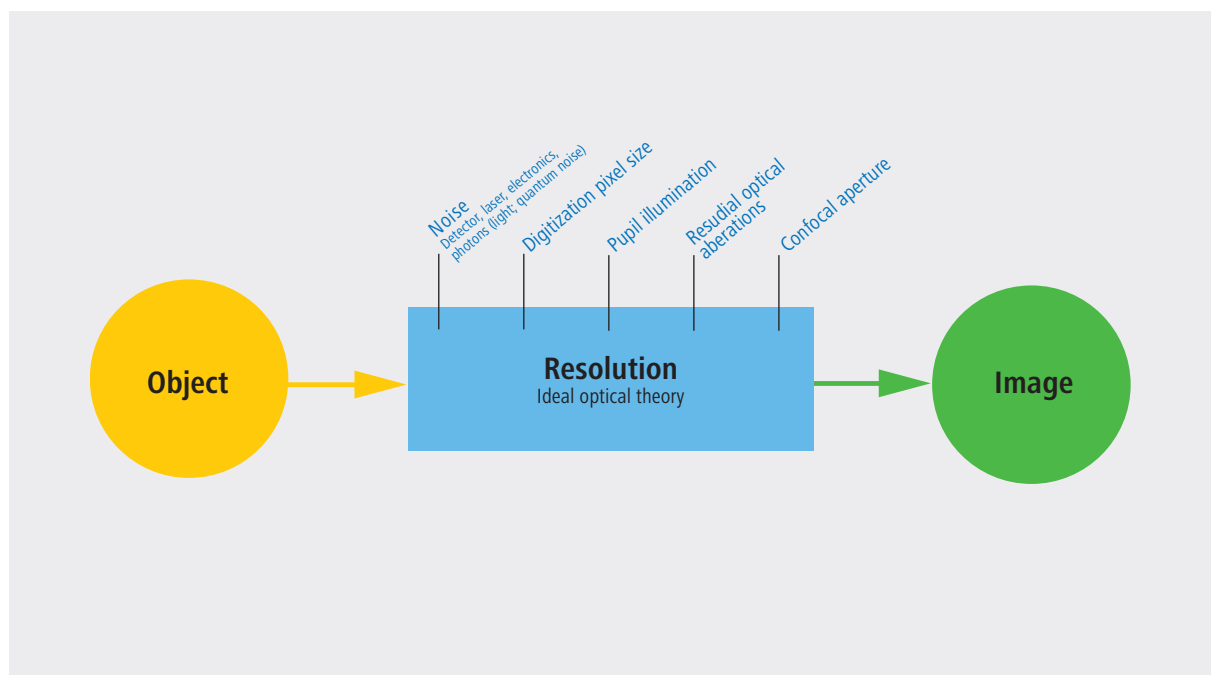 Noise
Detector, laser, electronics,
photons (light; quantum noise)
Digitization pixel size
Pupil illumination
Resudial optical
aberations
Confocal aperture
Object
Resolution
Ideal optical theory
Image